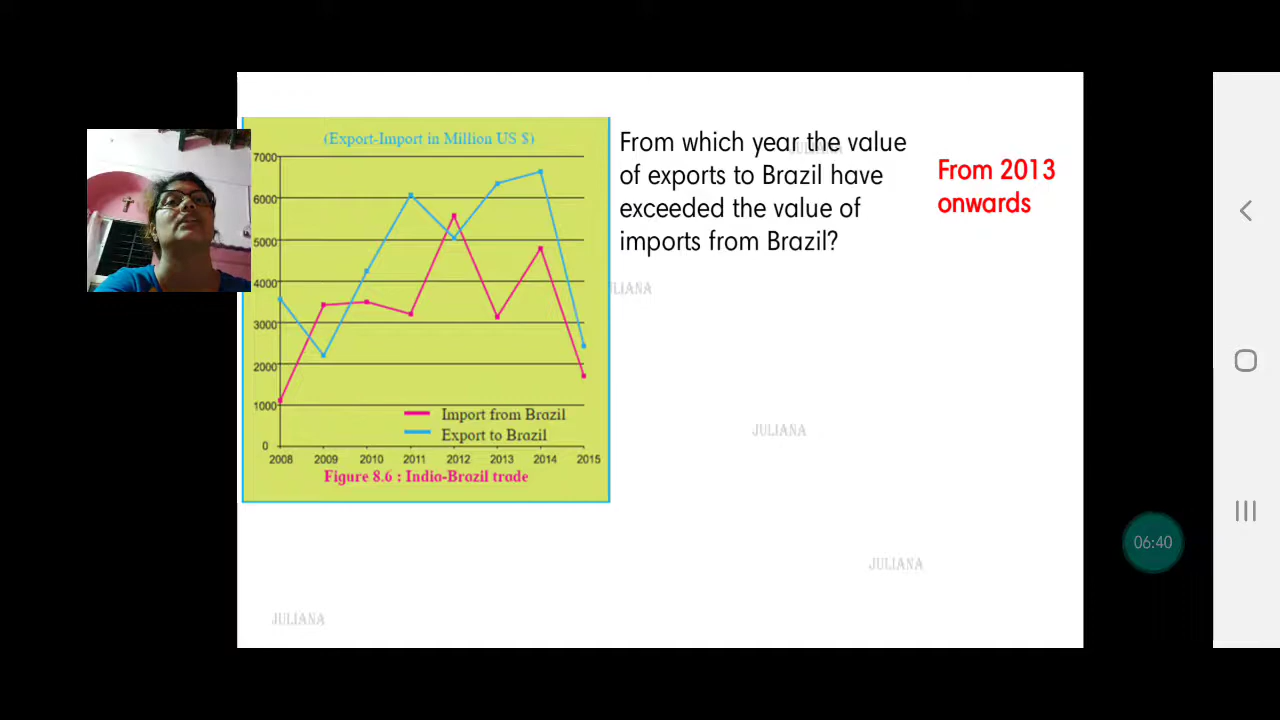 (Export-Import in Million US $)
7000
6000
5000
4000
3000
2000
1000
0
2008 2009 2010 2011 2012 2013 2014 2015
Import from Brazil
Export to Brazil
Figure 8.6 : India-Brazil trade
From which year the value
of exports to Brazil have
exceeded the value of
imports from Brazil?
From 2013
onwards
JULIANA
JULIANA
JULIANA
JULIANA
JULIANA
06:40